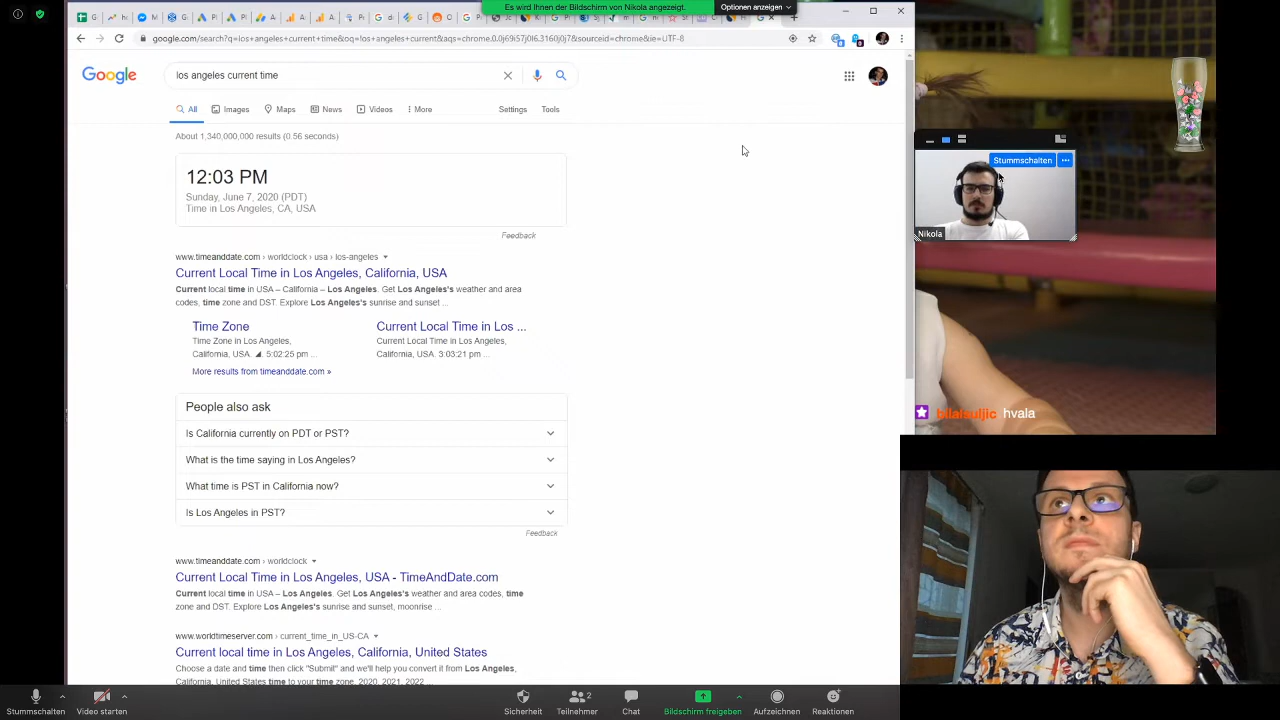 Es wird Ihnen der Bildschirm von Nikola angezeigt.
Optionen anzeigen
google.com/search?q=los+angeles+current+time&oq=los+angeles+current&aqs=chrome.0.0j69i57j0l6.3160j0j7&sourceid=chrome&ie=UTF-8
Google
los angeles current time
All Images Maps News Videos More Settings Tools
About 1,340,000,000 results (0.56 seconds)
12:03 PM
Sunday, June 7, 2020 (PDT)
Time in Los Angeles, CA, USA
Feedback
www.timeanddate.com › worldclock › usa › los-angeles
Current Local Time in Los Angeles, California, USA
Current local time in USA – California – Los Angeles. Get Los Angeles's weather and area
codes, time zone and DST. Explore Los Angeles's sunrise and sunset ...
Time Zone
Time Zone in Los Angeles,
California, USA. ◢. 5:02:25 pm ...
Current Local Time in Los ...
Current Local Time in Los Angeles,
California, USA. 3:03:21 pm ...
More results from timeanddate.com »
People also ask
Is California currently on PDT or PST?
What is the time saying in Los Angeles?
What time is PST in California now?
Is Los Angeles in PST?
Feedback
www.timeanddate.com › worldclock
Current Local Time in Los Angeles, USA - TimeAndDate.com
Current local time in USA – Los Angeles. Get Los Angeles's weather and area codes, time
zone and DST. Explore Los Angeles's sunrise and sunset, moonrise ...
www.worldtimeserver.com › current_time_in_US-CA
Current local time in Los Angeles, California, United States
Choose a date and time then click "Submit" and we'll help you convert it from Los Angeles,
California, United States time to your time zone. 2020, 2021, 2022 ...
Stummschalten
Nikola
bilalsuljic hvala
Stummschalten
Video starten
Sicherheit
2
Teilnehmer
Chat
Bildschirm freigeben
Aufzeichnen
Reaktionen